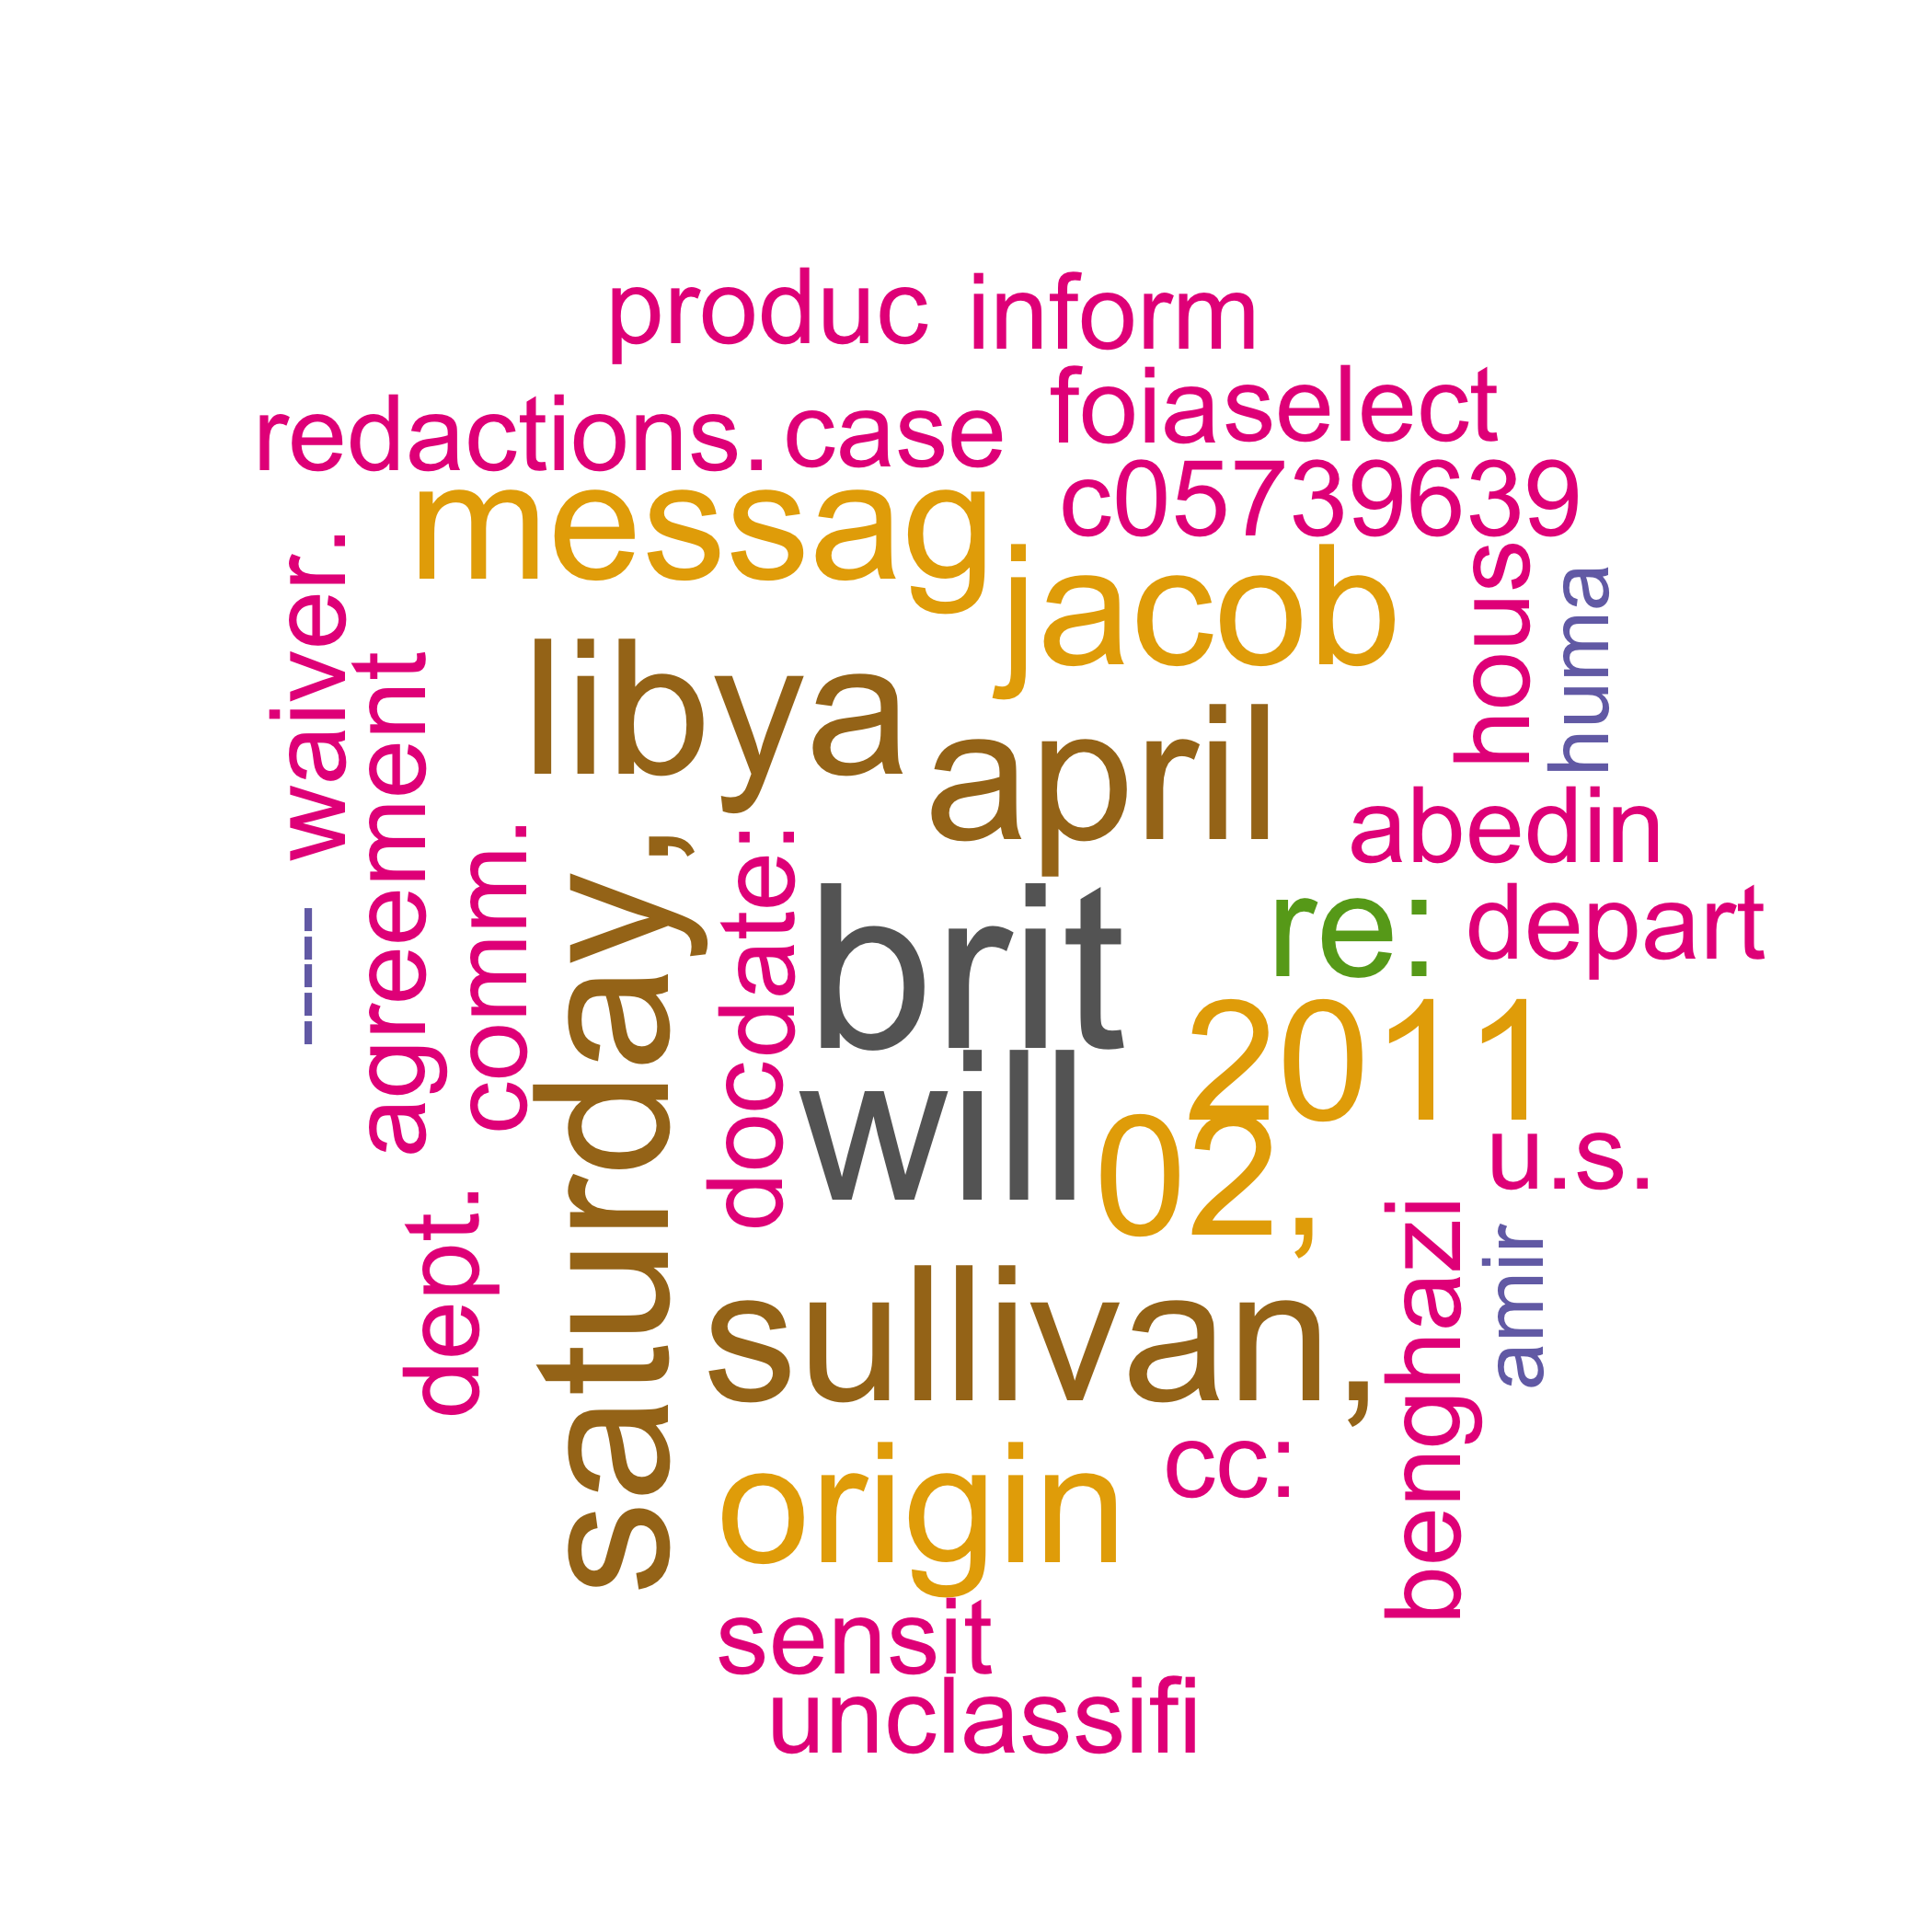 produc inform
foiaselect
redactions. case
c05739639
messag
jacob
waiver.
hous
huma
libya
agreement
april
abedin
comm.
saturday,
docdate:
brit
re:
depart
-----
2011
will
02,
u.s.
dept.
benghazi
amir
sullivan,
origin
cc:
sensit
unclassifi